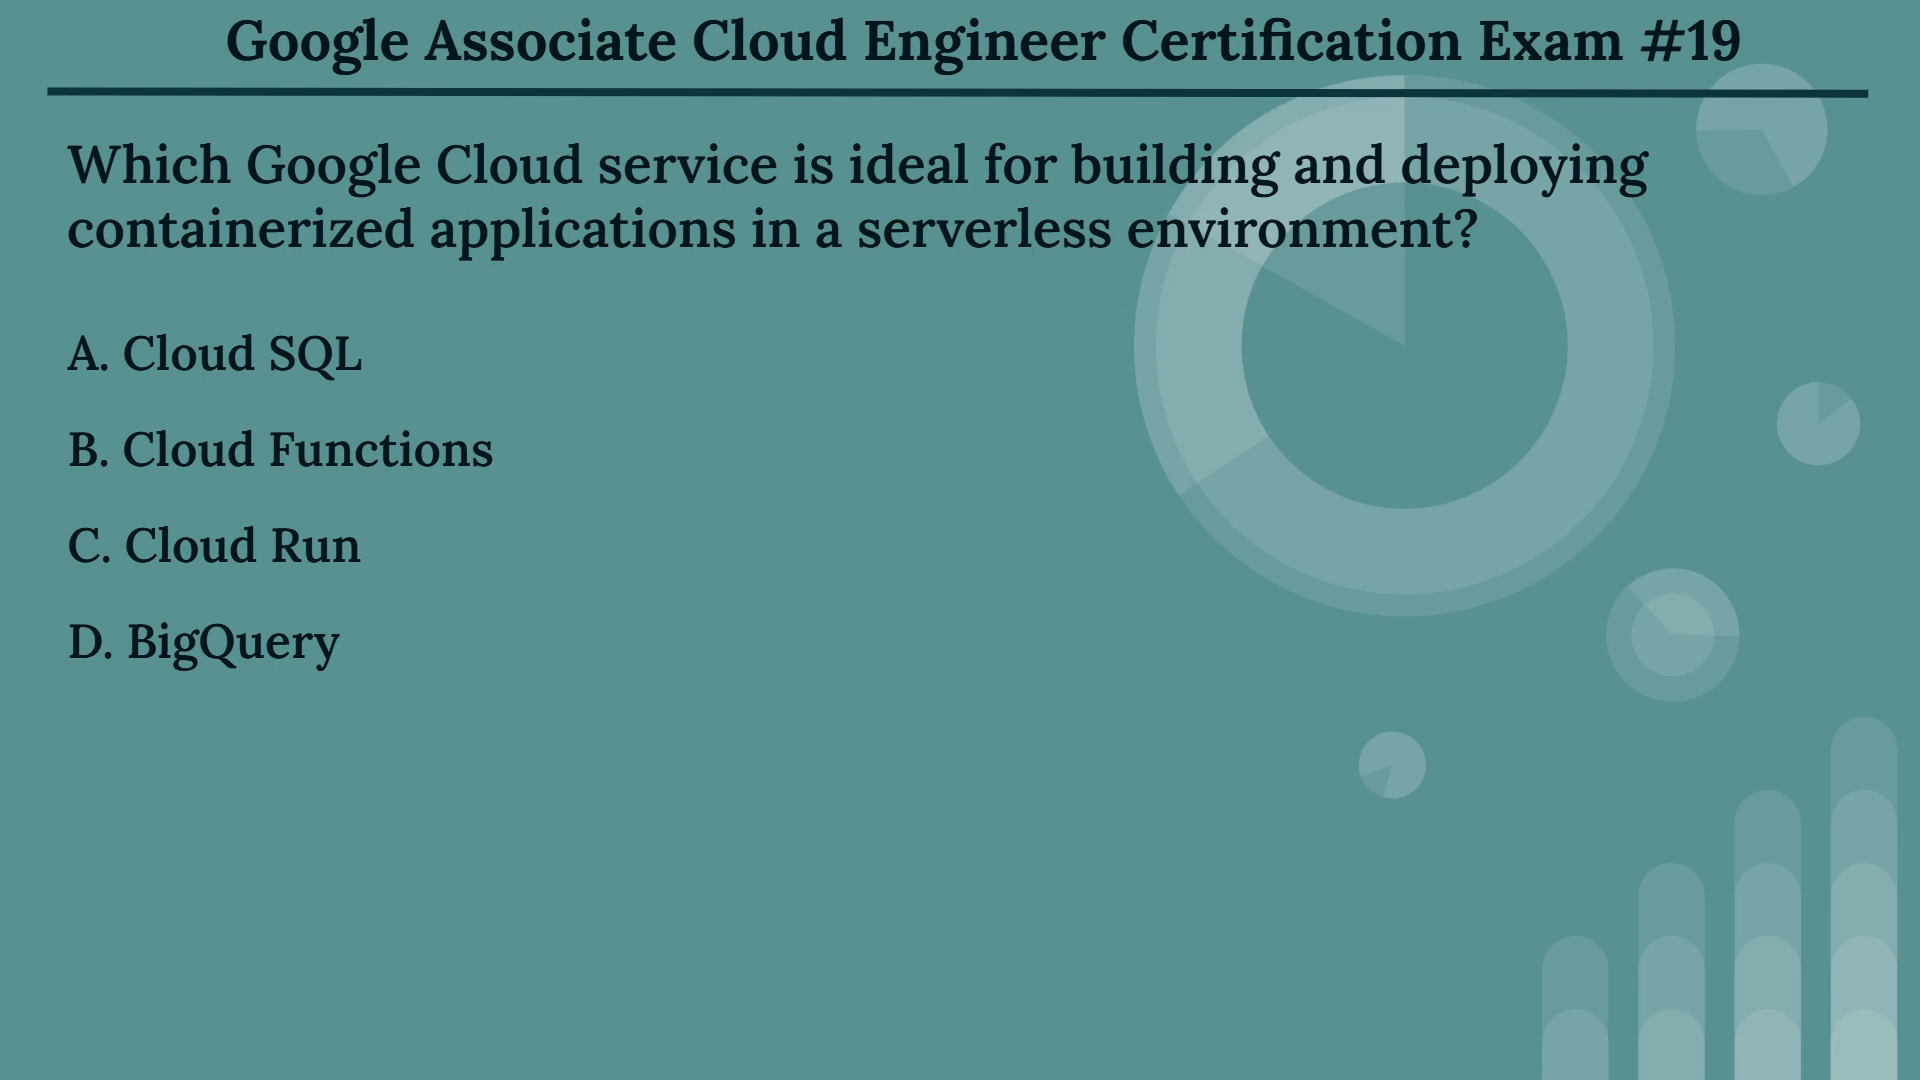 Google Associate Cloud Engineer Certification Exam #19
Which Google Cloud service is ideal for building and deploying
containerized applications in a serverless environment?
A. Cloud SQL
B. Cloud Functions
C. Cloud Run
D. BigQuery